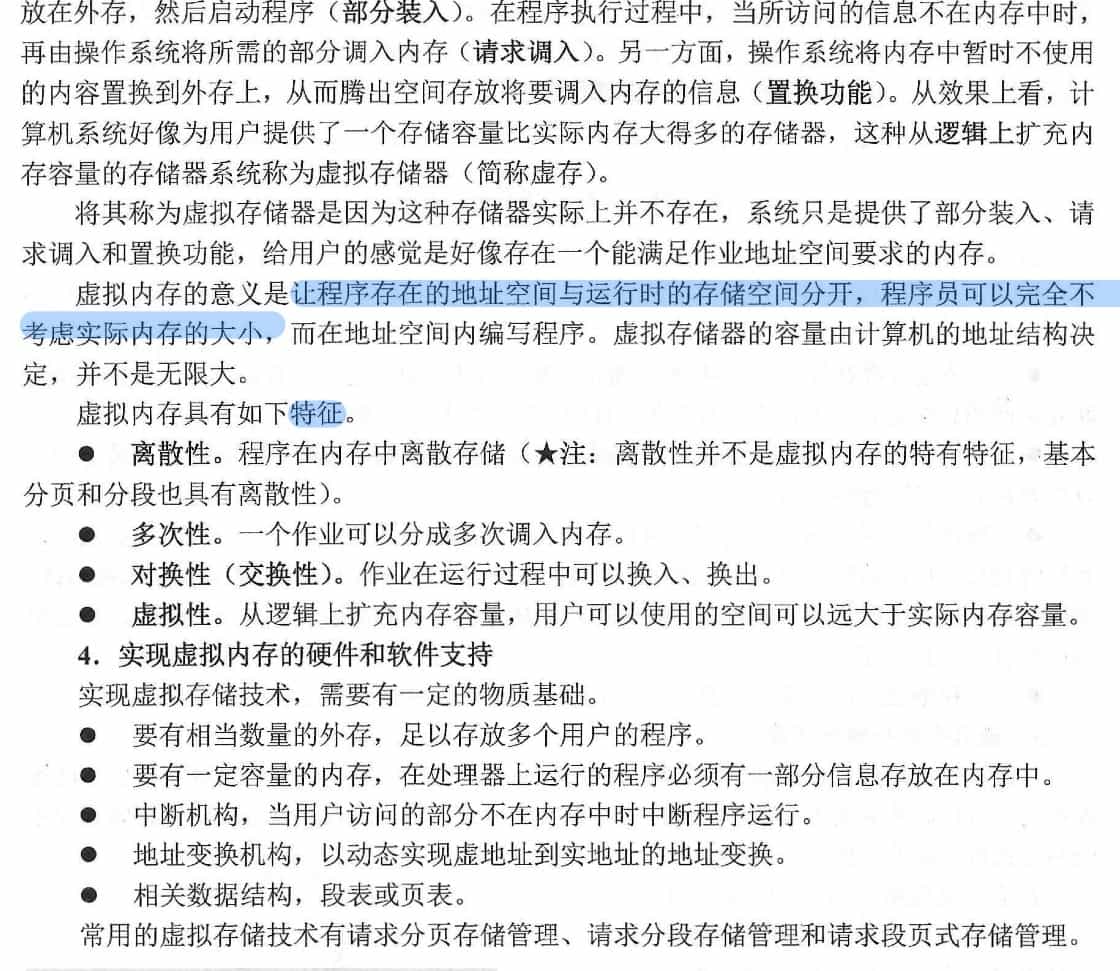 放在外存，然后启动程序（部分装入）。在程序执行过程中，当所访问的信息不在内存中时，
再由操作系统将所需的部分调入内存（请求调入）。另一方面，操作系统将内存中暂时不使用
的内容置换到外存上，从而腾出空间存放将要调入内存的信息（置换功能）。从效果上看，计
算机系统好像为用户提供了一个存储容量比实际内存大得多的存储器，这种从逻辑上扩充内
存容量的存储器系统称为虚拟存储器（简称虚存）。
将其称为虚拟存储器是因为这种存储器实际上并不存在，系统只是提供了部分装入、请
求调入和置换功能，给用户的感觉是好像存在一个能满足作业地址空间要求的内存。
虚拟内存的意义是让程序存在的地址空间与运行时的存储空间分开，程序员可以完全不
考虑实际内存的大小，而在地址空间内编写程序。虚拟存储器的容量由计算机的地址结构决
定，并不是无限大。
虚拟内存具有如下特征。
● 离散性。程序在内存中离散存储（★注：离散性并不是虚拟内存的特有特征，基本
分页和分段也具有离散性）。
● 多次性。一个作业可以分成多次调入内存。
● 对换性（交换性）。作业在运行过程中可以换入、换出。
● 虚拟性。从逻辑上扩充内存容量，用户可以使用的空间可以远大于实际内存容量。
4．实现虚拟内存的硬件和软件支持
实现虚拟存储技术，需要有一定的物质基础。
● 要有相当数量的外存，足以存放多个用户的程序。
● 要有一定容量的内存，在处理器上运行的程序必须有一部分信息存放在内存中。
● 中断机构，当用户访问的部分不在内存中时中断程序运行。
● 地址变换机构，以动态实现虚地址到实地址的地址变换。
● 相关数据结构，段表或页表。
常用的虚拟存储技术有请求分页存储管理、请求分段存储管理和请求段页式存储管理。